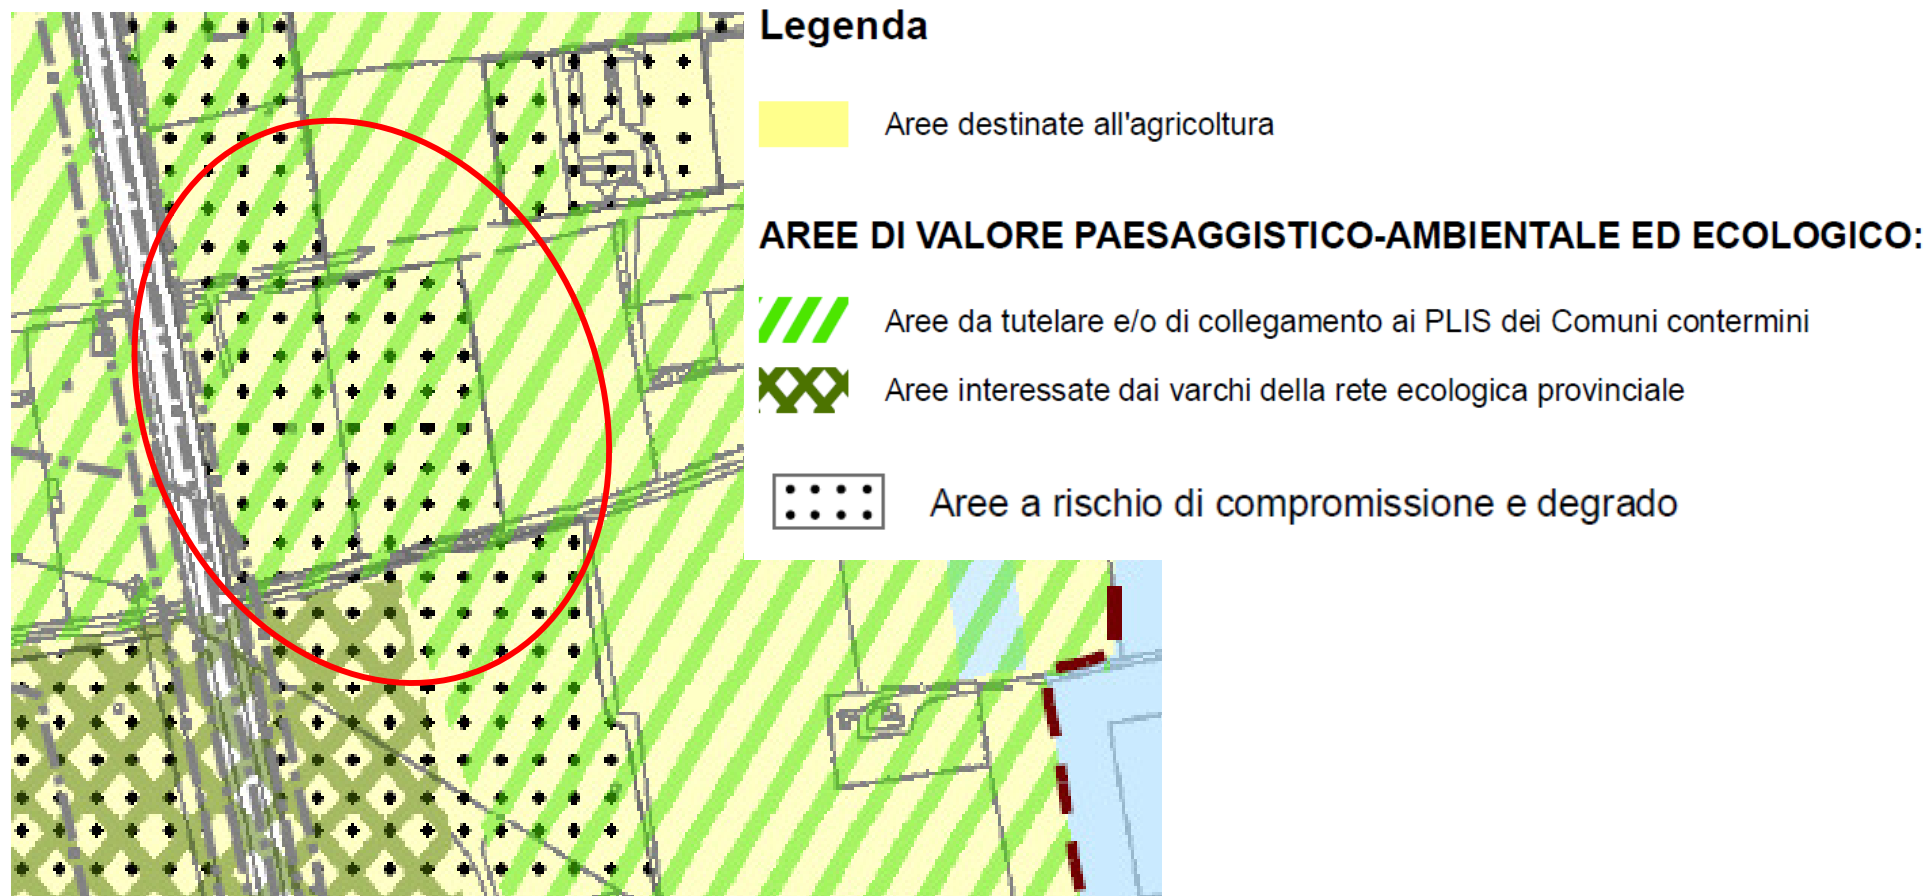 Legenda
Aree destinate all'agricoltura
AREE DI VALORE PAESAGGISTICO-AMBIENTALE ED ECOLOGICO:
Aree da tutelare e/o di collegamento ai PLIS dei Comuni contermini
Aree interessate dai varchi della rete ecologica provinciale
Aree a rischio di compromissione e degrado